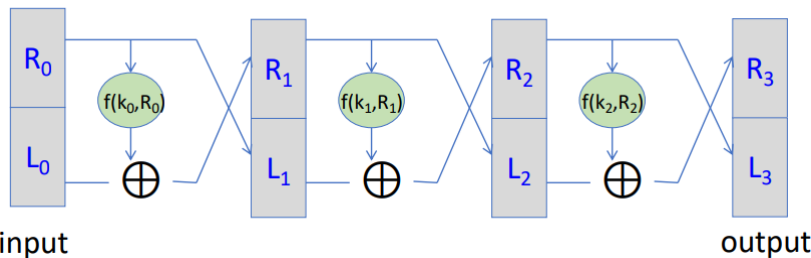 R₀
L₀
f(k₀,R₀)
R₁
L₁
f(k₁,R₁)
R₂
L₂
f(k₂,R₂)
R₃
L₃
input
output